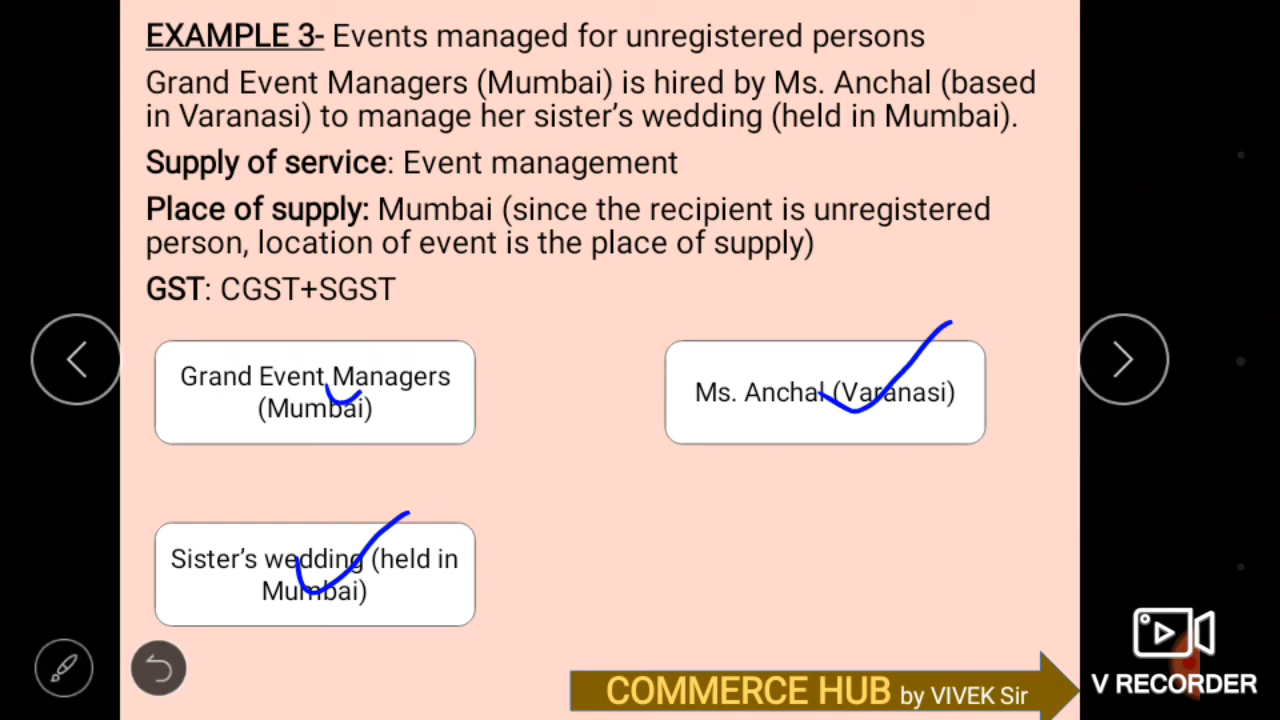 EXAMPLE 3- Events managed for unregistered persons
Grand Event Managers (Mumbai) is hired by Ms. Anchal (based
in Varanasi) to manage her sister’s wedding (held in Mumbai).
Supply of service: Event management
Place of supply: Mumbai (since the recipient is unregistered
person, location of event is the place of supply)
GST: CGST+SGST
Grand Event Managers
(Mumbai)
Ms. Anchal (Varanasi)
Sister’s wedding (held in
Mumbai)
COMMERCE HUB by VIVEK Sir
V RECORDER